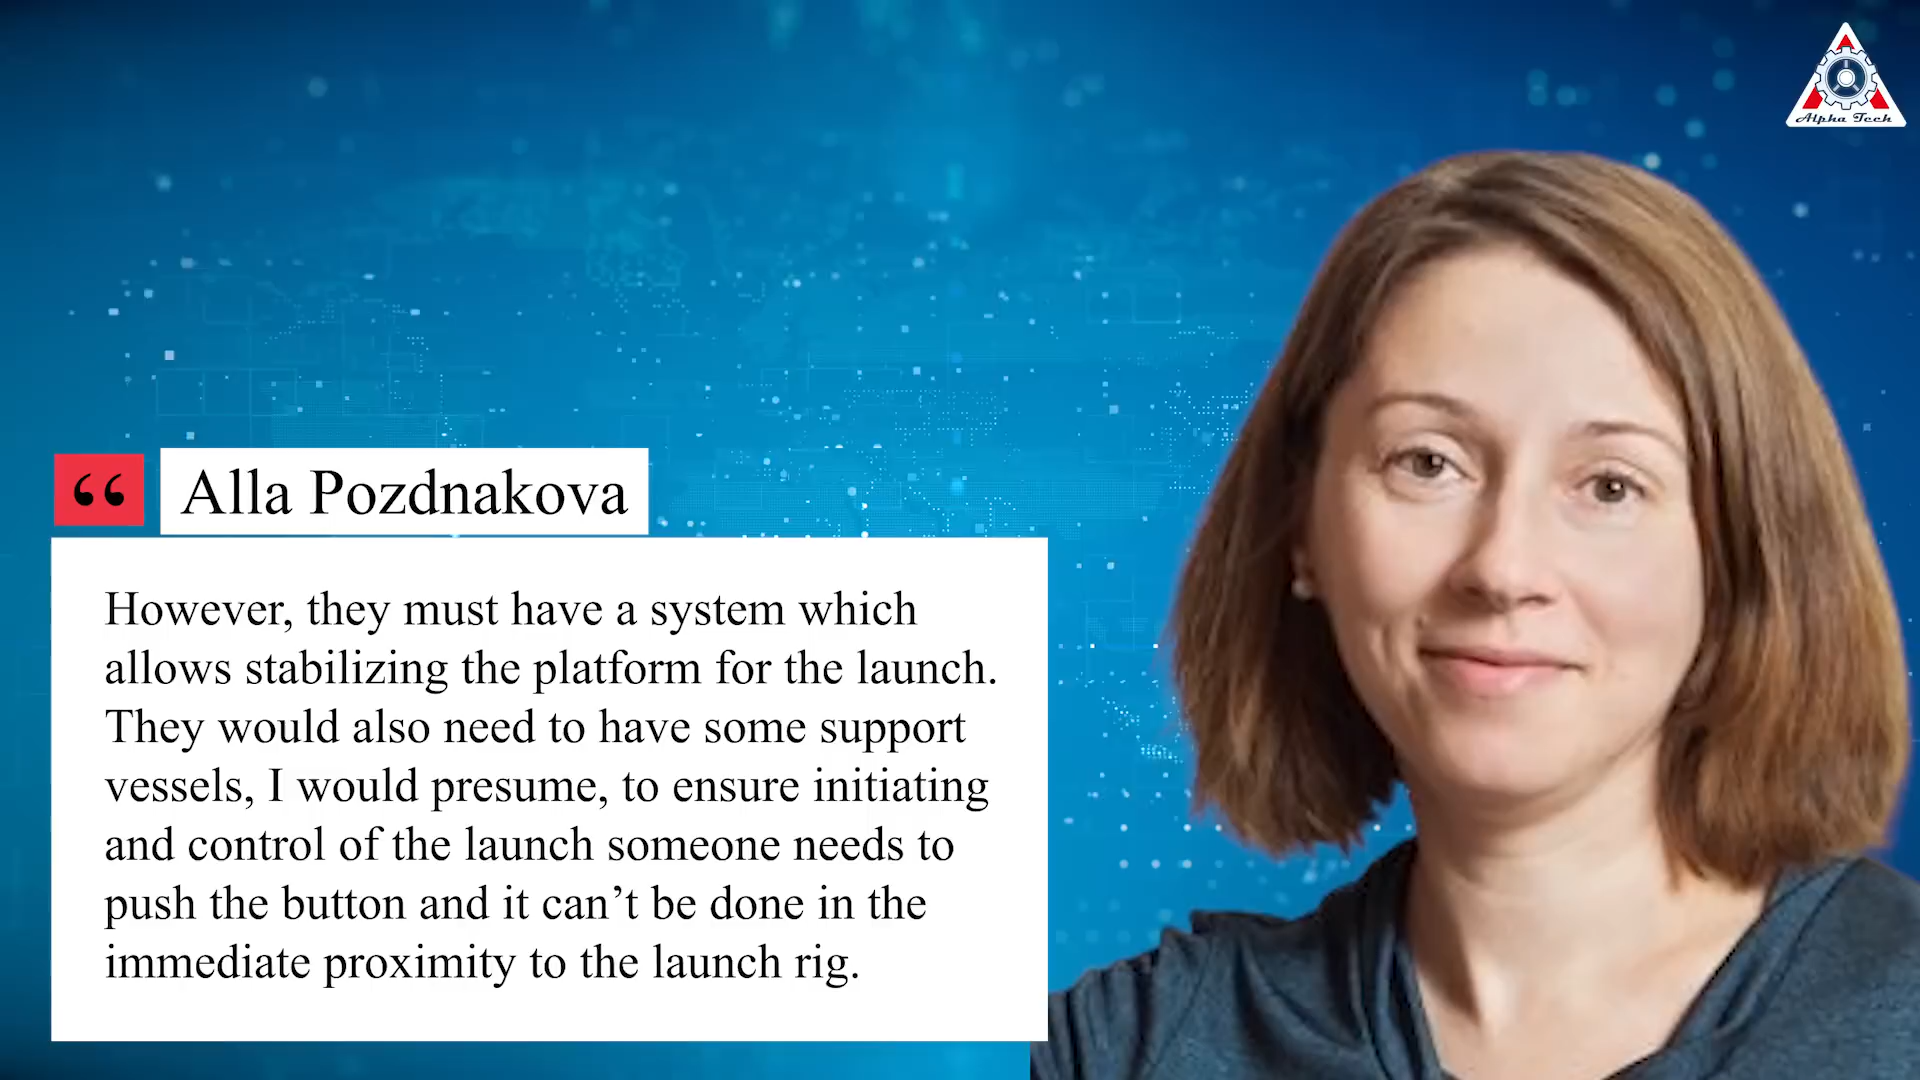 Alpha Tech
“ Alla Pozdnakova
However, they must have a system which
allows stabilizing the platform for the launch.
They would also need to have some support
vessels, I would presume, to ensure initiating
and control of the launch someone needs to
push the button and it can’t be done in the
immediate proximity to the launch rig.